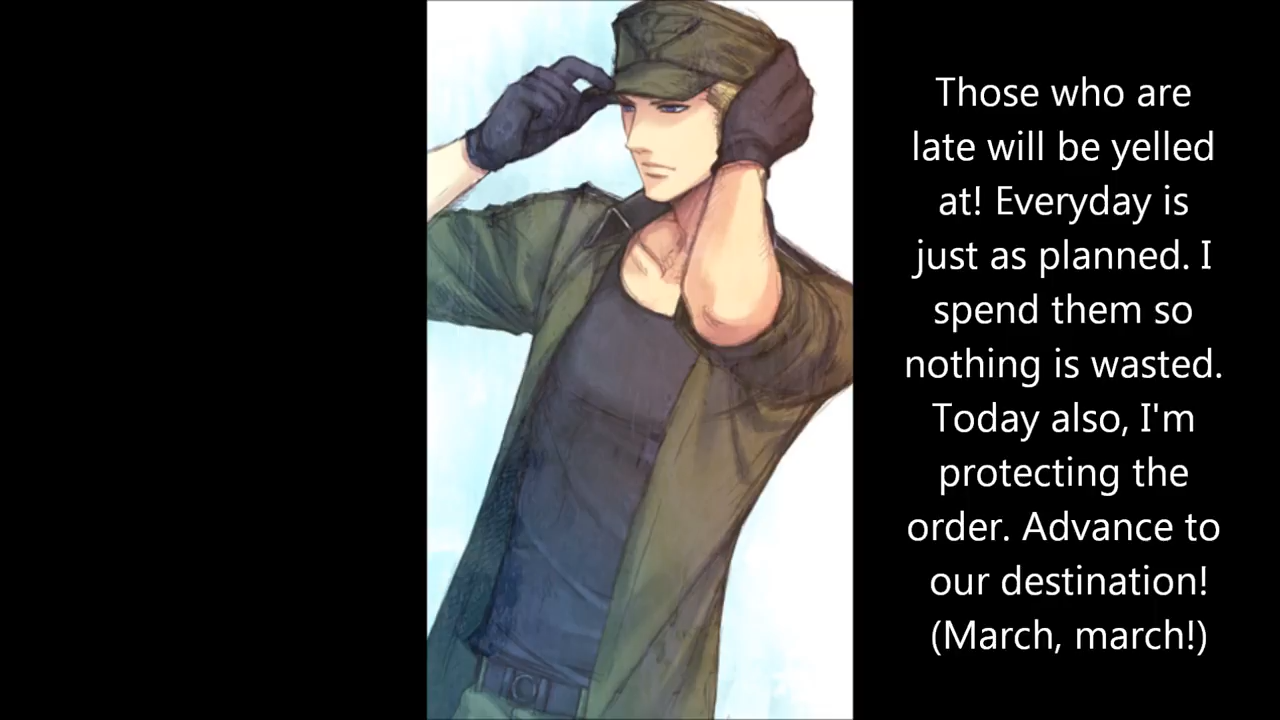 Those who are
late will be yelled
at! Everyday is
just as planned. I
spend them so
nothing is wasted.
Today also, I'm
protecting the
order. Advance to
our destination!
(March, march!)